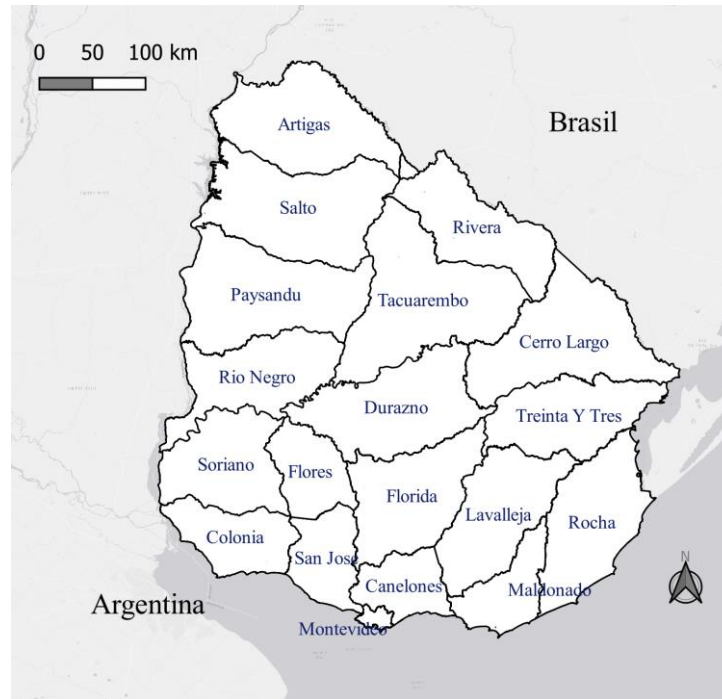 0 50 100 km
Artigas
Brasil
Salto
Rivera
Paysandu
Tacuarembo
Cerro Largo
Rio Negro
Durazno
Treinta Y Tres
Soriano
Flores
Florida
Lavalleja
Rocha
Colonia
San Jose
Canelones
Maldonado
Argentina
Montevideo
N